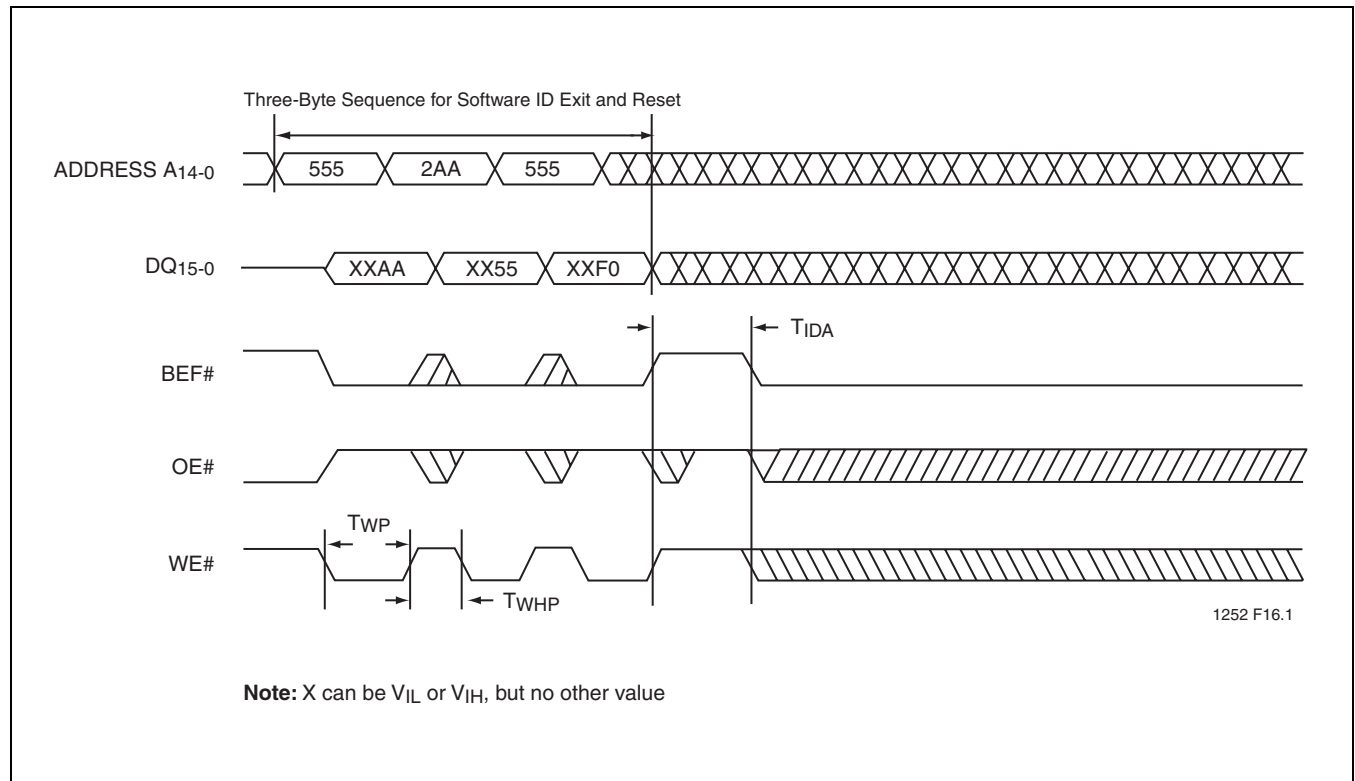 Three-Byte Sequence for Software ID Exit and Reset
ADDRESS A14-0
555 2AA 555
DQ15-0
XXAA XX55 XXF0
TIDA
BEF#
OE#
TWP
WE#
TWHP
1252 F16.1
Note: X can be VIL or VIH, but no other value